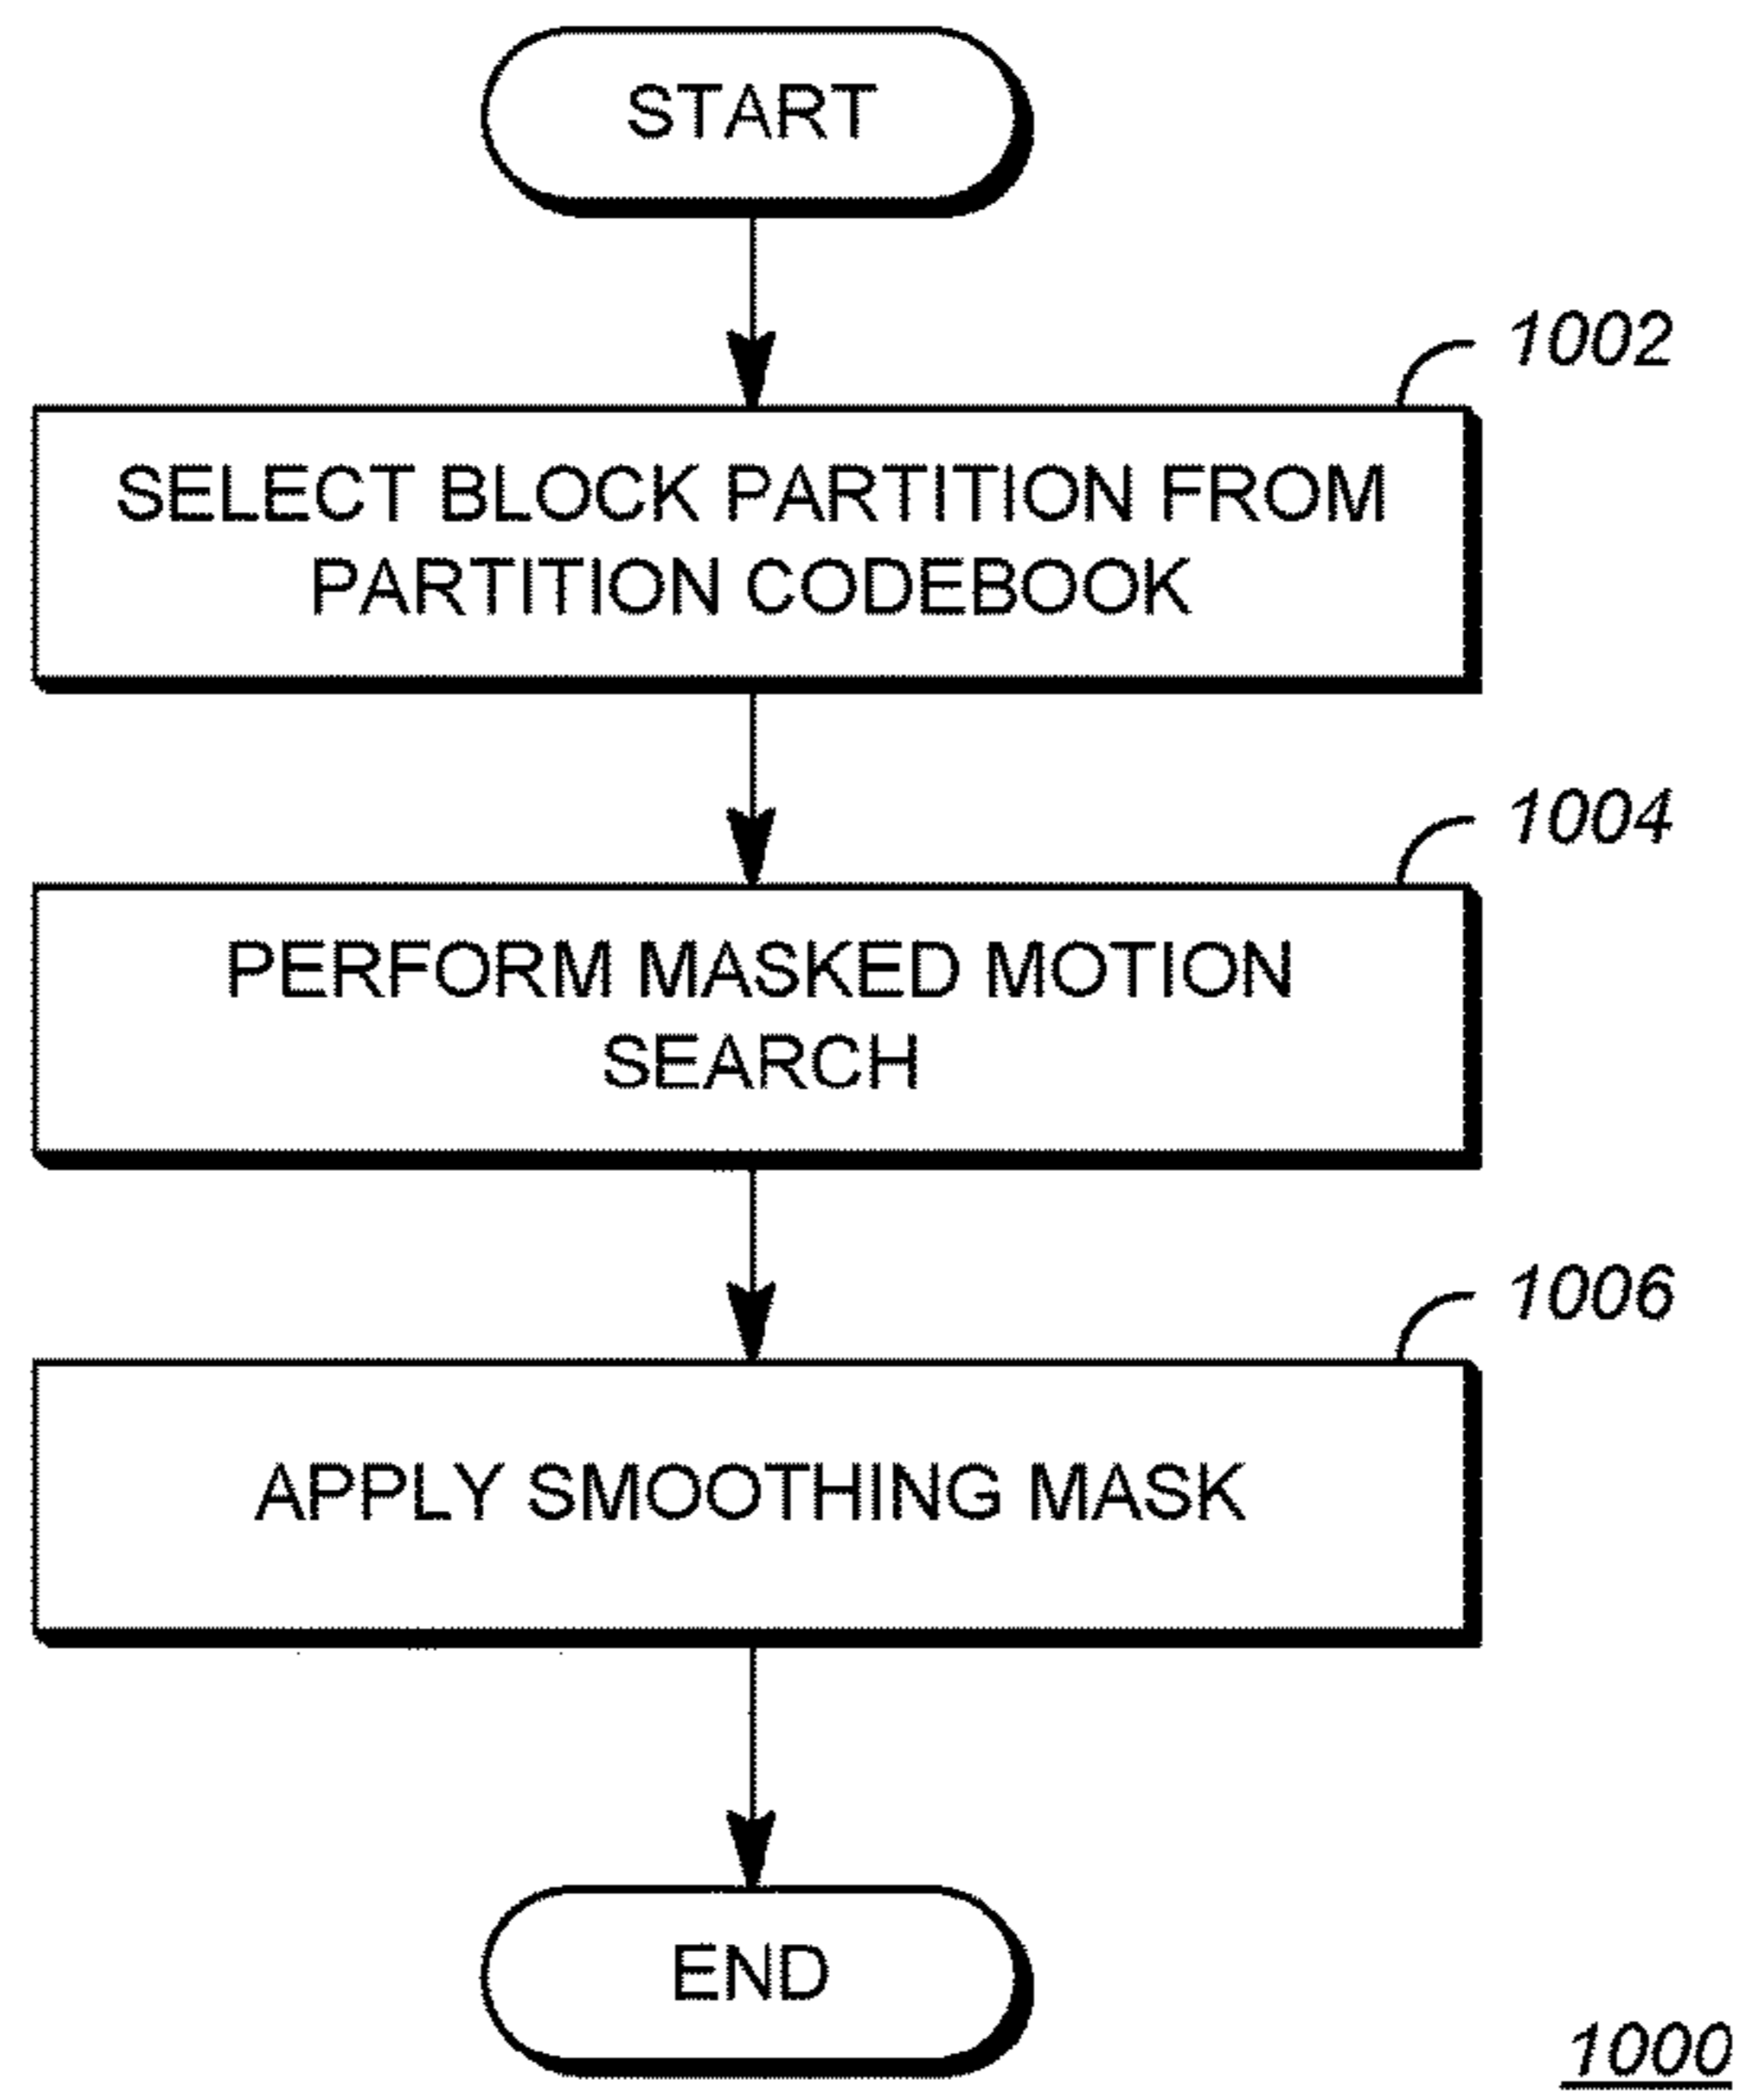 START
1002
SELECT BLOCK PARTITION FROM
PARTITION CODEBOOK
1004
PERFORM MASKED MOTION
SEARCH
1006
APPLY SMOOTHING MASK
END
1000